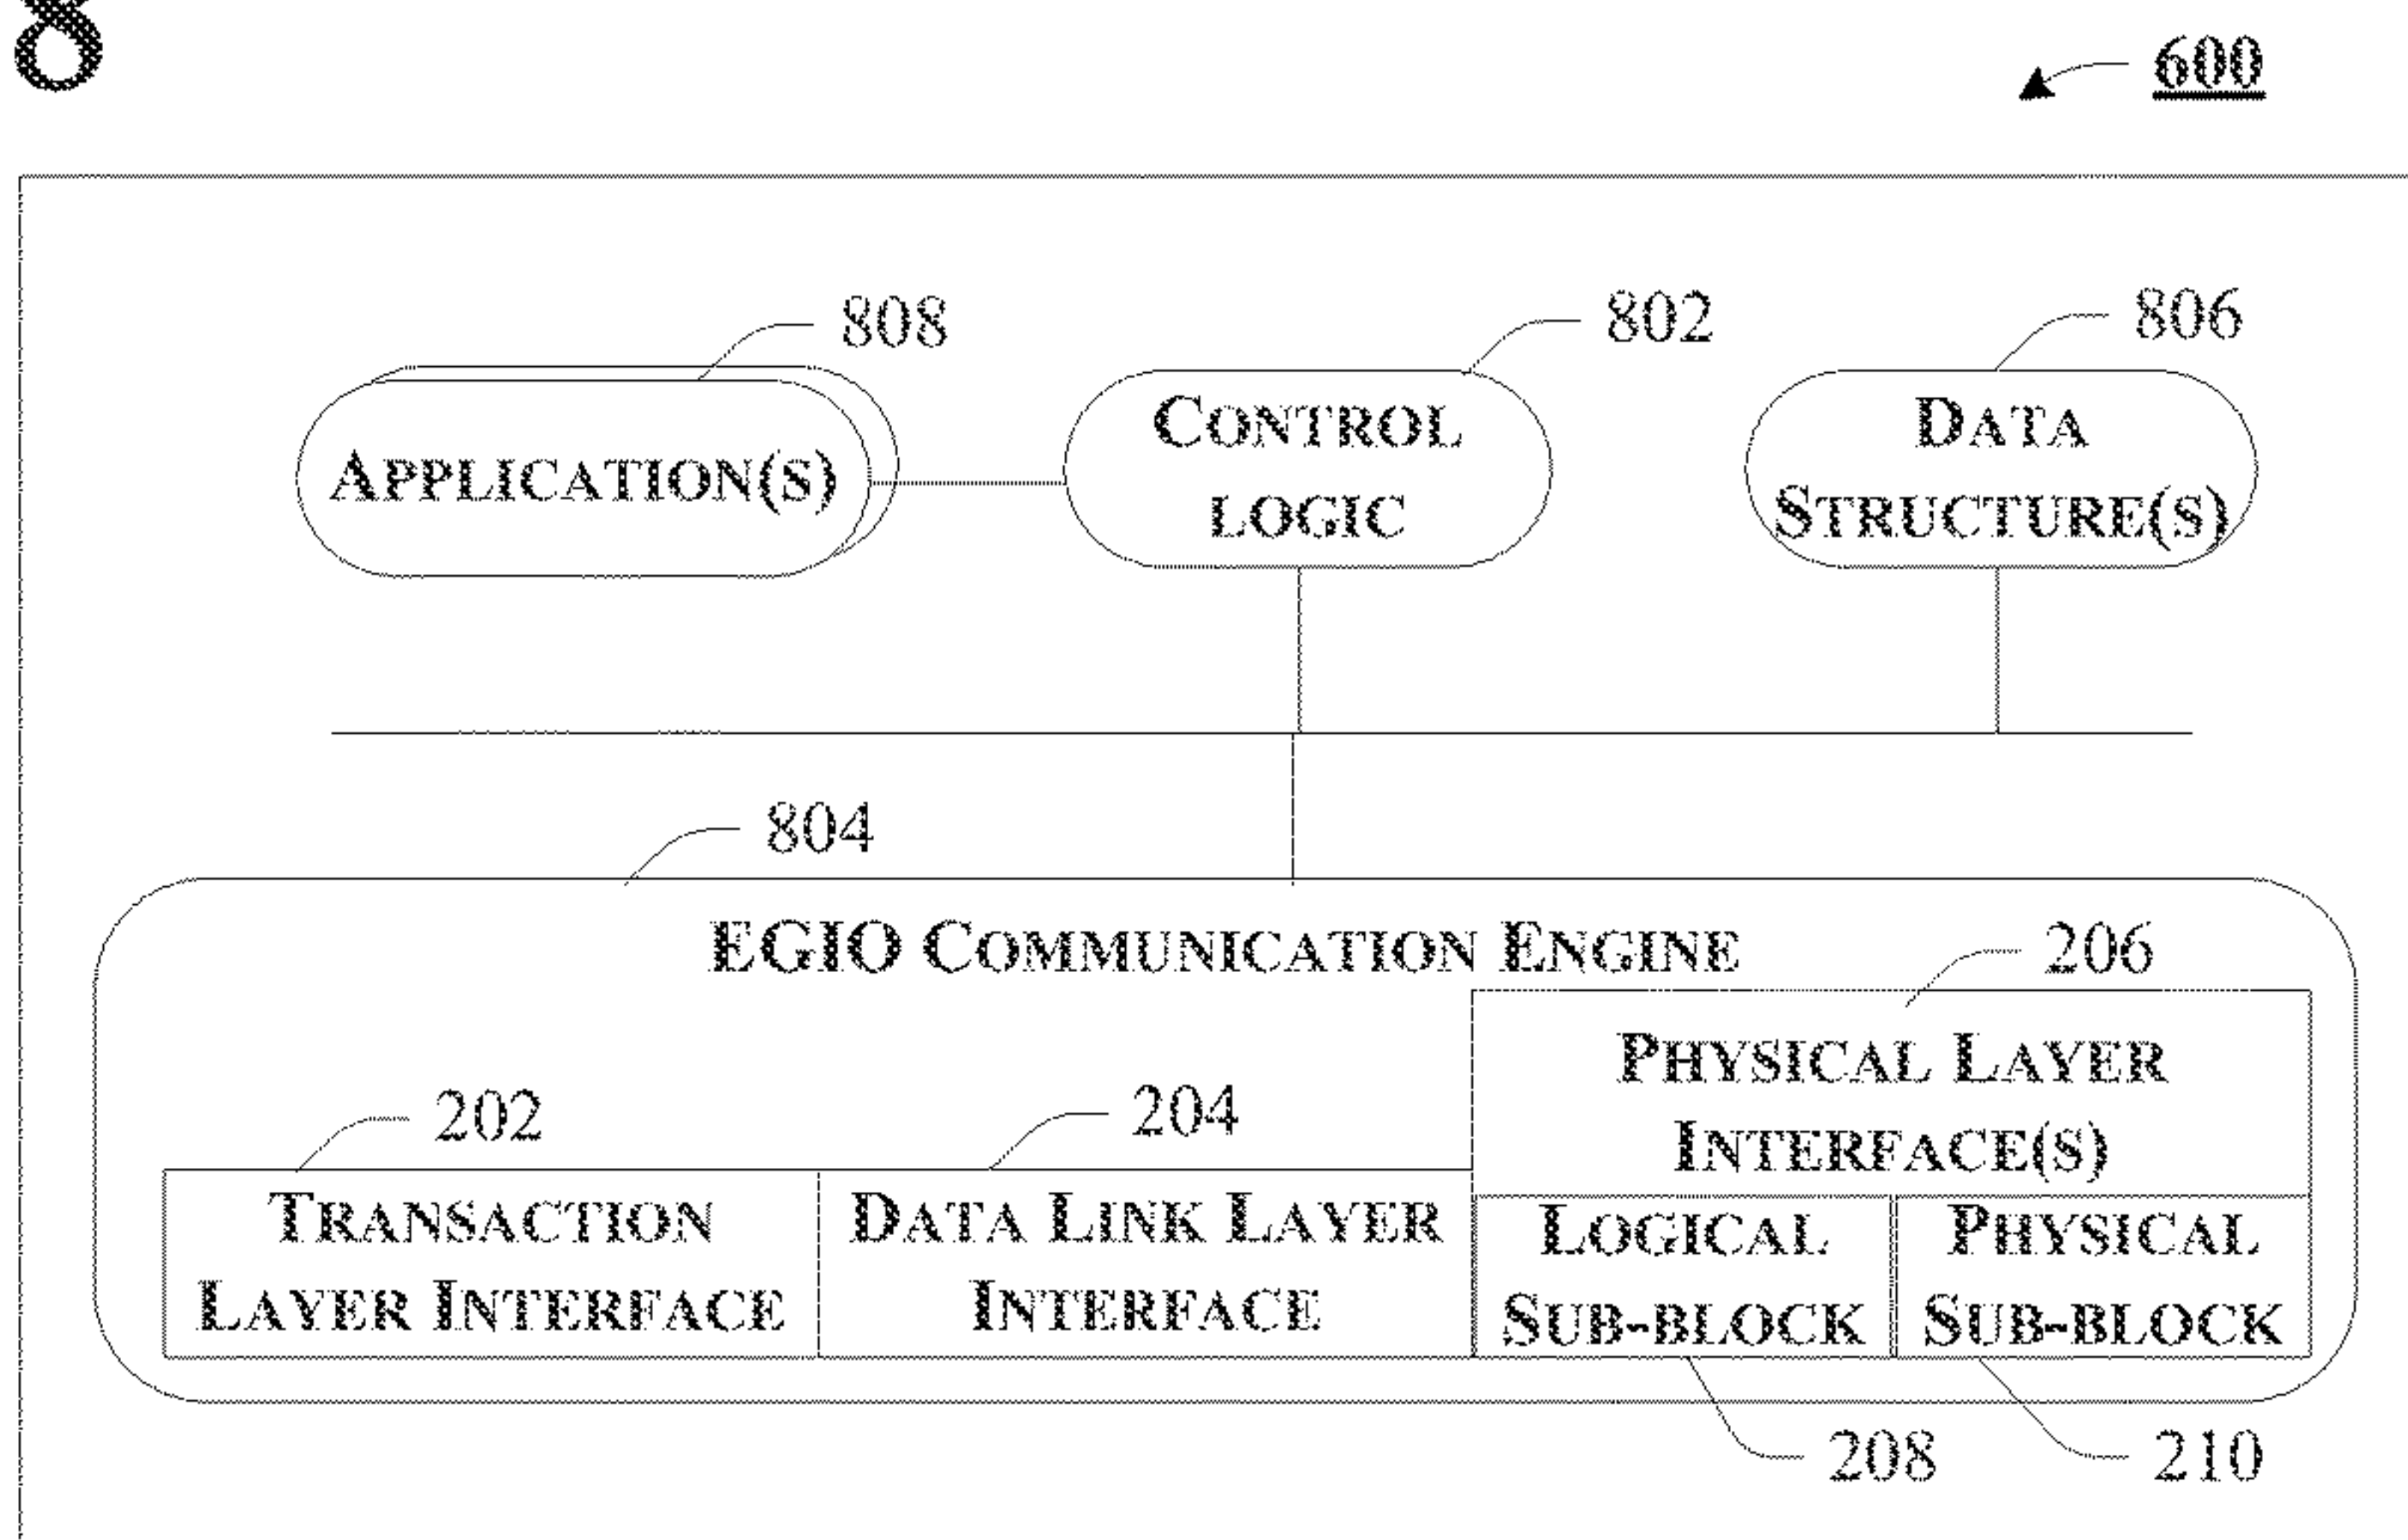 8
600
808
802
806
APPLICATION(S)
CONTROL
LOGIC
DATA
STRUCTURE(S)
804
EGIO COMMUNICATION ENGINE
206
PHYSICAL LAYER
INTERFACE(S)
202
204
TRANSACTION
LAYER INTERFACE
DATA LINK LAYER
INTERFACE
LOGICAL
SUB-BLOCK
PHYSICAL
SUB-BLOCK
208
210